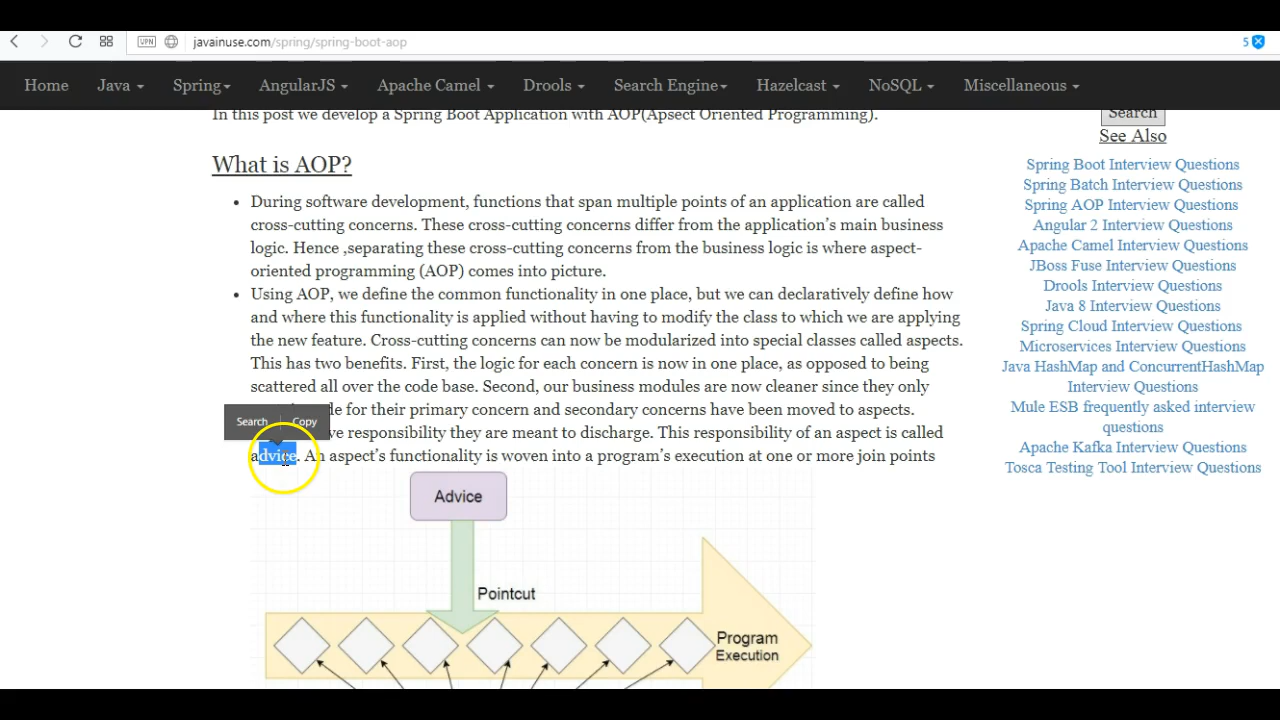 VPN javainuse.com/spring/spring-boot-aop 5
Home Java Spring AngularJS Apache Camel Drools Search Engine Hazelcast NoSQL Miscellaneous
In this post we develop a Spring Boot Application with AOP(Apsect Oriented Programming).
What is AOP?
• During software development, functions that span multiple points of an application are called
cross-cutting concerns. These cross-cutting concerns differ from the application's main business
logic. Hence ,separating these cross-cutting concerns from the business logic is where aspect-
oriented programming (AOP) comes into picture.
• Using AOP, we define the common functionality in one place, but we can declaratively define how
and where this functionality is applied without having to modify the class to which we are applying
the new feature. Cross-cutting concerns can now be modularized into special classes called aspects.
This has two benefits. First, the logic for each concern is now in one place, as opposed to being
scattered all over the code base. Second, our business modules are now cleaner since they only
for their primary concern and secondary concerns have been moved to aspects.
responsibility they are meant to discharge. This responsibility of an aspect is called
advice. An aspect's functionality is woven into a program's execution at one or more join points
Search Copy
Advice
Pointcut
Program
Execution
Search
See Also
Spring Boot Interview Questions
Spring Batch Interview Questions
Spring AOP Interview Questions
Angular 2 Interview Questions
Apache Camel Interview Questions
JBoss Fuse Interview Questions
Drools Interview Questions
Java 8 Interview Questions
Spring Cloud Interview Questions
Microservices Interview Questions
Java HashMap and ConcurrentHashMap
Interview Questions
Mule ESB frequently asked interview
questions
Apache Kafka Interview Questions
Tosca Testing Tool Interview Questions